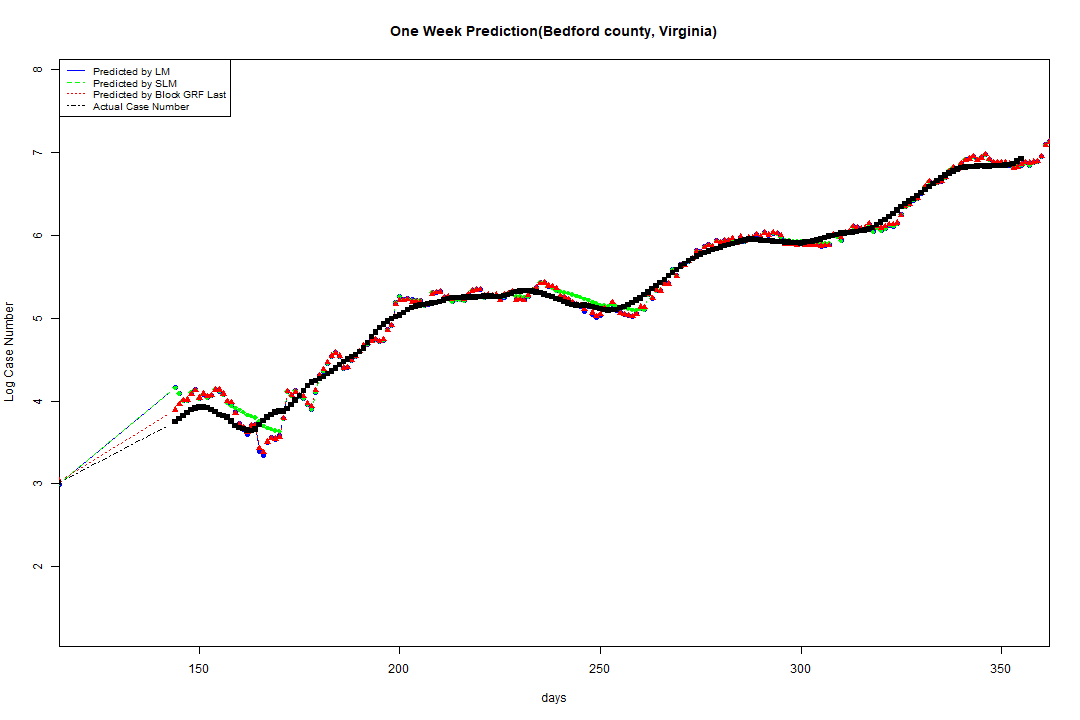 One Week Prediction(Bedford county, Virginia)
Predicted by LM
Predicted by SLM
Predicted by Block GRF Last
Actual Case Number
8
7
6
5
4
3
2
Log Case Number
150 200 250 300 350
days